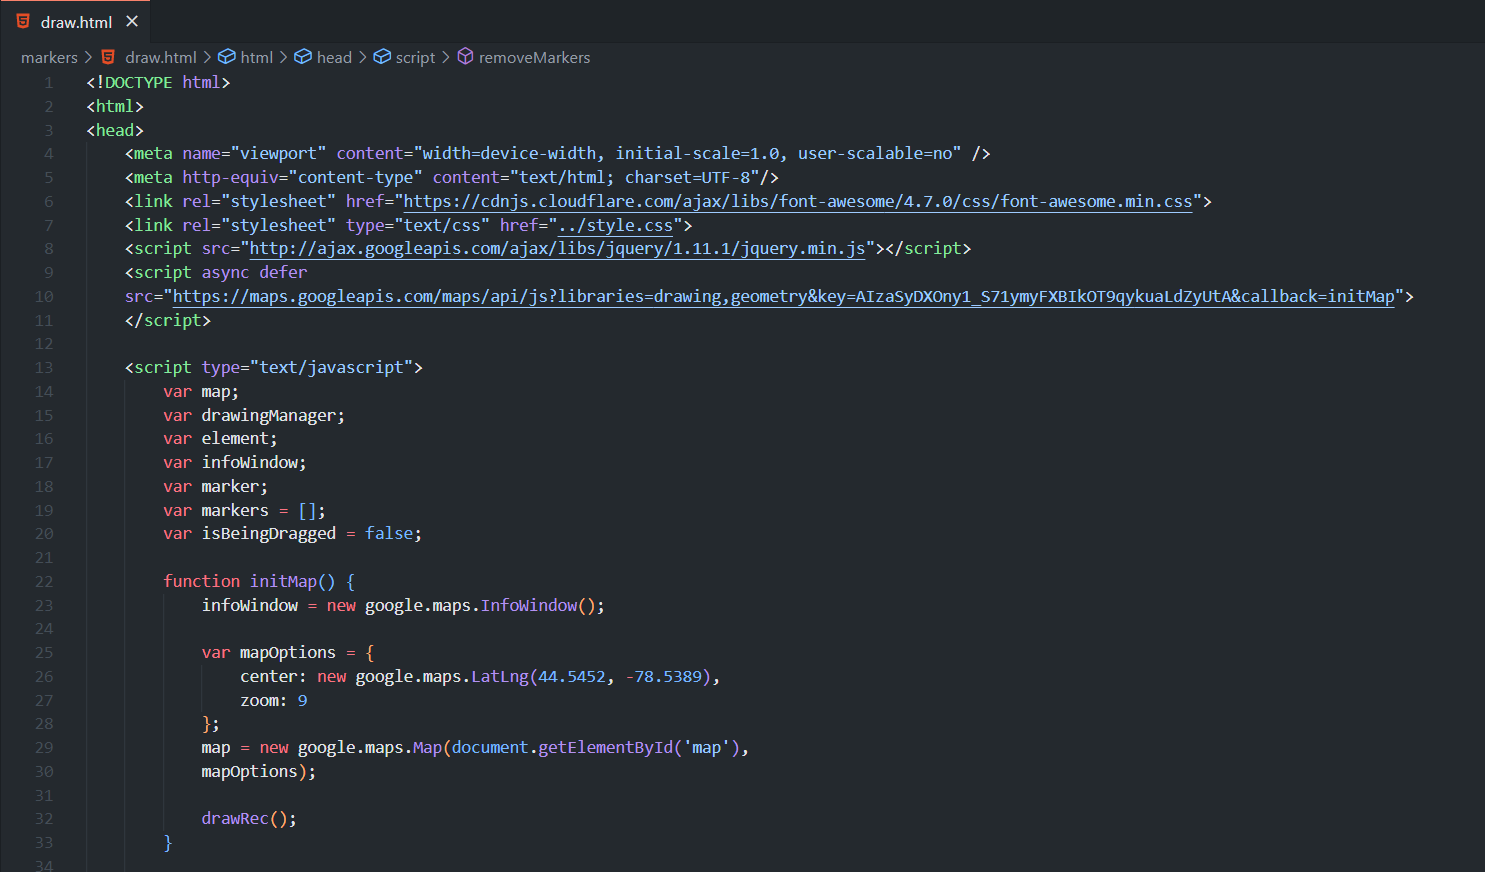 draw.html
markers > draw.html > html > head > script > removeMarkers
1 <!DOCTYPE html>
2 <html>
3 <head>
4 <meta name="viewport" content="width=device-width, initial-scale=1.0, user-scalable=no" />
5 <meta http-equiv="content-type" content="text/html; charset=UTF-8"/>
6 <link rel="stylesheet" href="https://cdnjs.cloudflare.com/ajax/libs/font-awesome/4.7.0/css/font-awesome.min.css">
7 <link rel="stylesheet" type="text/css" href="../style.css">
8 <script src="http://ajax.googleapis.com/ajax/libs/jquery/1.11.1/jquery.min.js"></script>
9 <script async defer
10 src="https://maps.googleapis.com/maps/api/js?libraries=drawing,geometry&key=AIzaSyDXOny1_S71ymyFXBIkOT9qykuaLdZyUtA&callback=initMap">
11 </script>
12
13 <script type="text/javascript">
14 var map;
15 var drawingManager;
16 var element;
17 var infoWindow;
18 var marker;
19 var markers = [];
20 var isBeingDragged = false;
21
22 function initMap() {
23 infoWindow = new google.maps.InfoWindow();
24
25 var mapOptions = {
26 center: new google.maps.LatLng(44.5452, -78.5389),
27 zoom: 9
28 };
29 map = new google.maps.Map(document.getElementById('map'),
30 mapOptions);
31
32 drawRec();
33 }
34